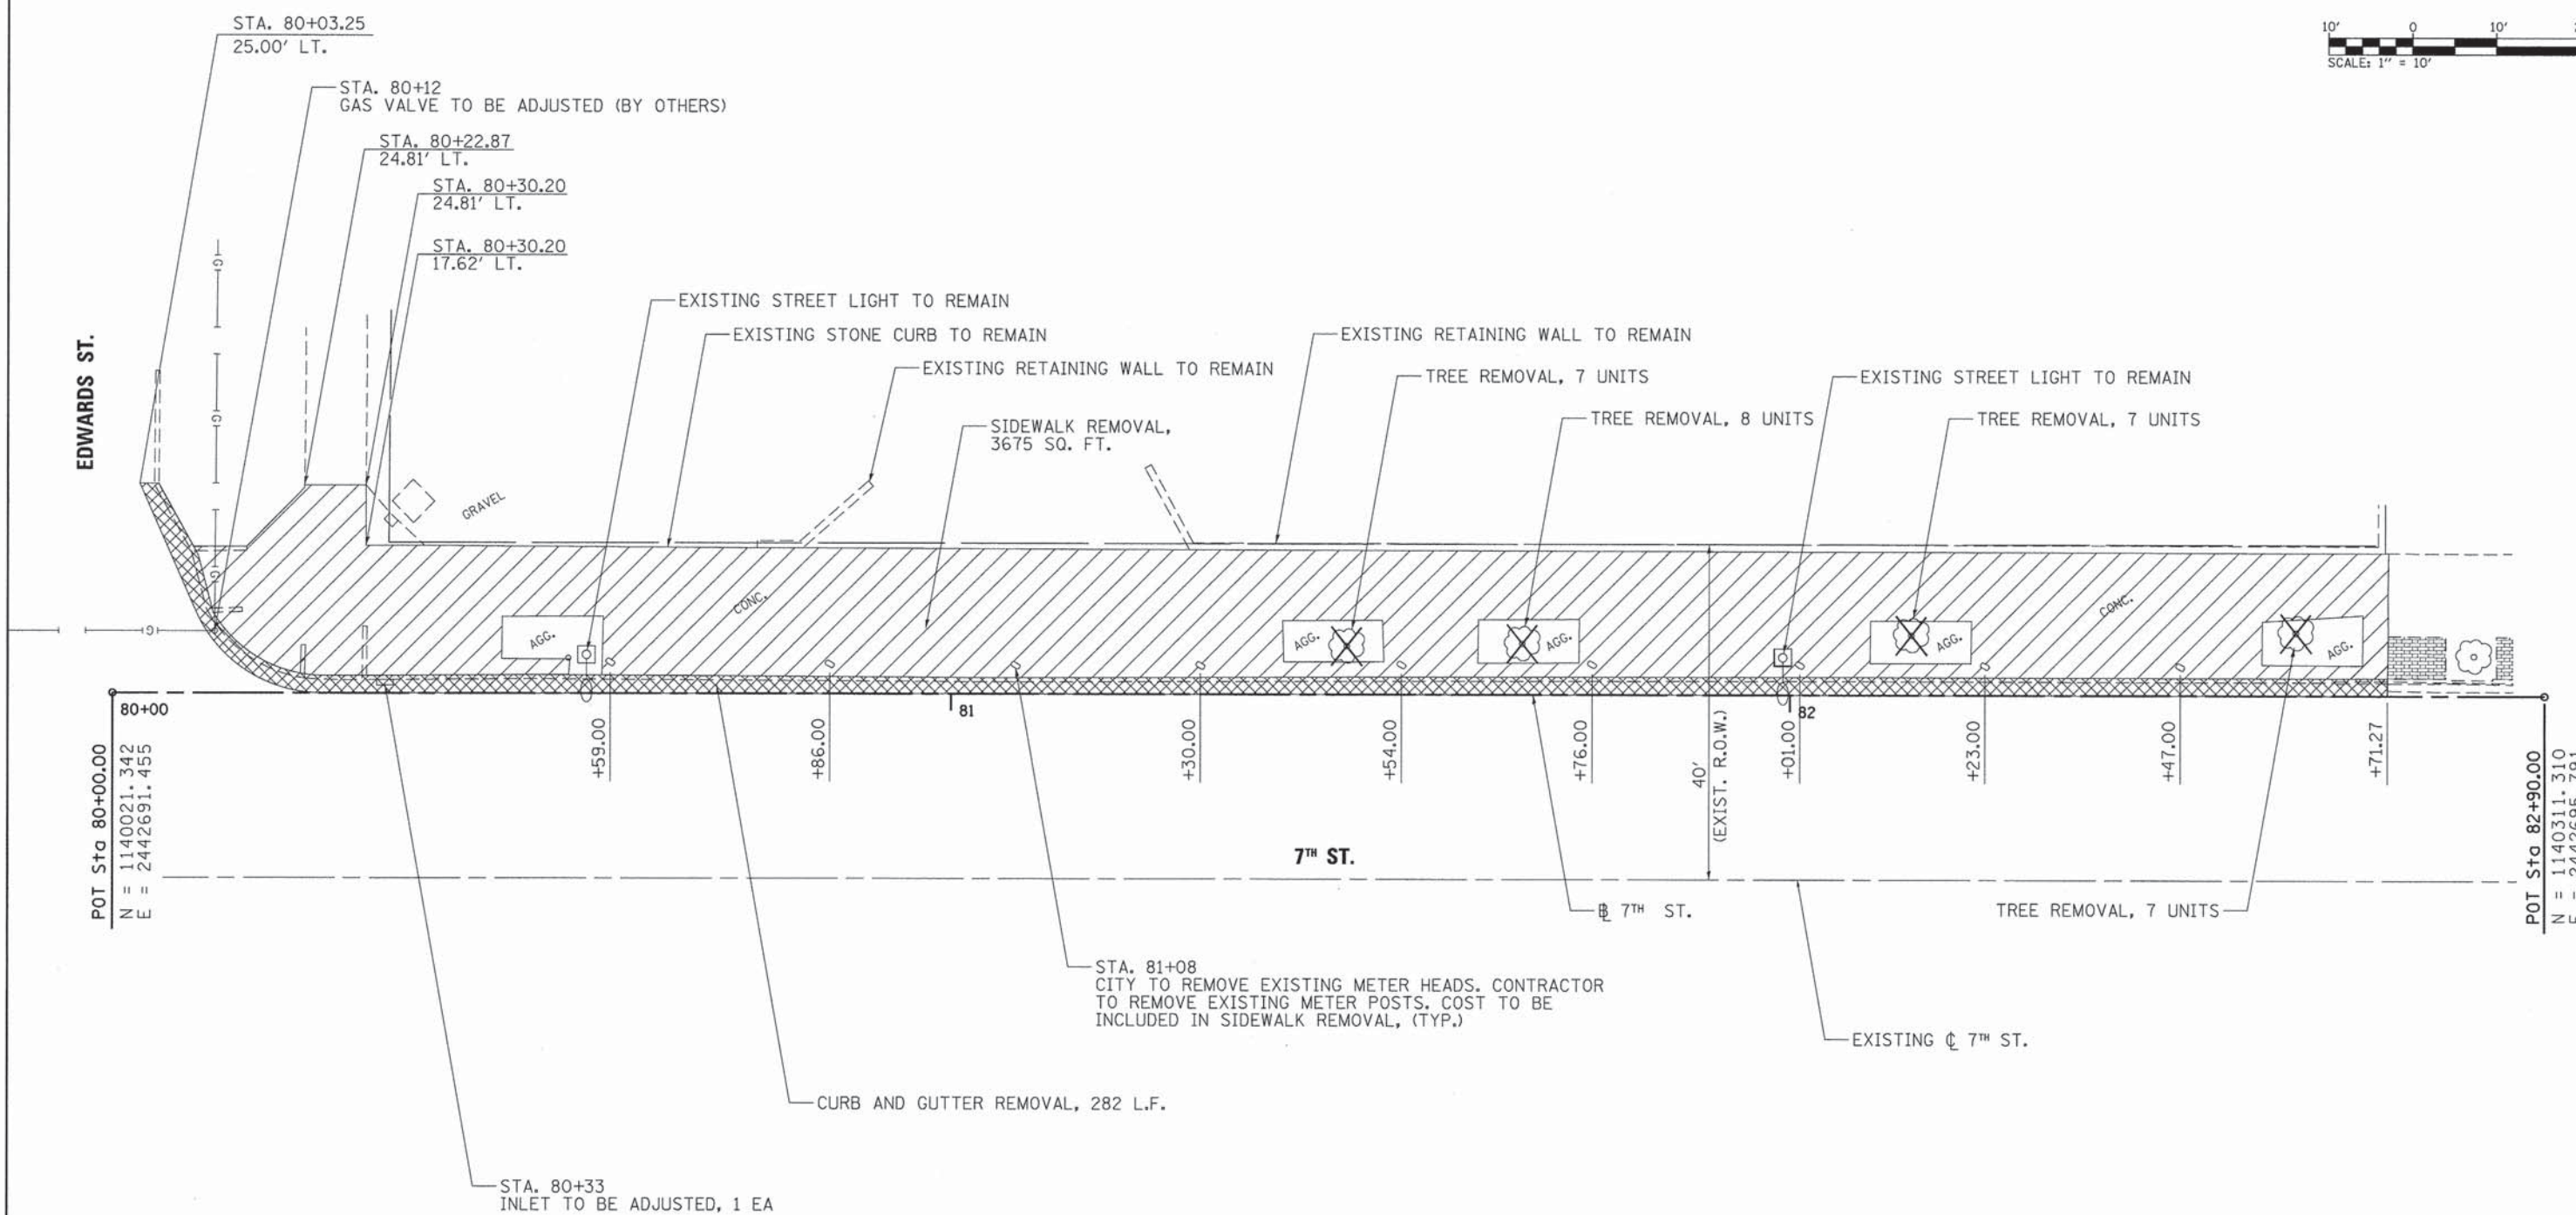 STA. 80+03.25
25.00' LT.
STA. 80+12
GAS VALVE TO BE ADJUSTED (BY OTHERS)
STA. 80+22.87
24.81' LT.
STA. 80+30.20
24.81' LT.
STA. 80+30.20
17.62' LT.
10' 0 10'
SCALE: 1" = 10'
EDWARDS ST.
G
G
G
G
EXISTING STREET LIGHT TO REMAIN
EXISTING STONE CURB TO REMAIN
EXISTING RETAINING WALL TO REMAIN
SIDEWALK REMOVAL,
3675 SQ. FT.
EXISTING RETAINING WALL TO REMAIN
TREE REMOVAL, 7 UNITS
TREE REMOVAL, 8 UNITS
EXISTING STREET LIGHT TO REMAIN
TREE REMOVAL, 7 UNITS
GRAVEL
CONC.
CONC.
AGG.
AGG.
AGG.
AGG.
AGG.
80+00
81
82
POT Sta 80+00.00
N = 1140021.342
E = 2442691.455
+59.00
+86.00
+30.00
+54.00
+76.00
+01.00
+23.00
+47.00
+71.27
40'
(EXIST. R.O.W.)
POT Sta 82+90.00
N = 1140311.310
7TH ST.
℄ 7TH ST.
TREE REMOVAL, 7 UNITS
STA. 81+08
CITY TO REMOVE EXISTING METER HEADS. CONTRACTOR
TO REMOVE EXISTING METER POSTS. COST TO BE
INCLUDED IN SIDEWALK REMOVAL, (TYP.)
EXISTING ℄ 7TH ST.
CURB AND GUTTER REMOVAL, 282 L.F.
STA. 80+33
INLET TO BE ADJUSTED, 1 EA